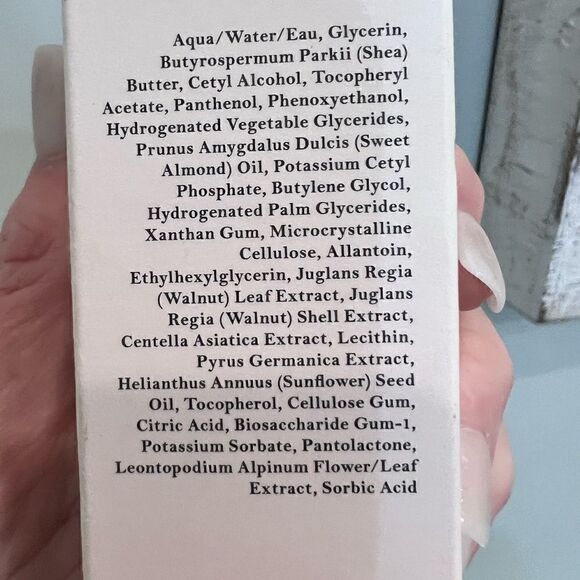 Aqua/Water/Eau, Glycerin,
Butyrospermum Parkii (Shea)
Butter, Cetyl Alcohol, Tocopheryl
Acetate, Panthenol, Phenoxyethanol,
Hydrogenated Vegetable Glycerides,
Prunus Amygdalus Dulcis (Sweet
Almond) Oil, Potassium Cetyl
Phosphate, Butylene Glycol,
Hydrogenated Palm Glycerides,
Xanthan Gum, Microcrystalline
Cellulose, Allantoin,
Ethylhexylglycerin, Juglans Regia
(Walnut) Leaf Extract, Juglans
Regia (Walnut) Shell Extract,
Centella Asiatica Extract, Lecithin,
Pyrus Germanica Extract,
Helianthus Annuus (Sunflower) Seed
Oil, Tocopherol, Cellulose Gum,
Citric Acid, Biosaccharide Gum-1,
Potassium Sorbate, Pantolactone,
Leontopodium Alpinum Flower/Leaf
Extract, Sorbic Acid